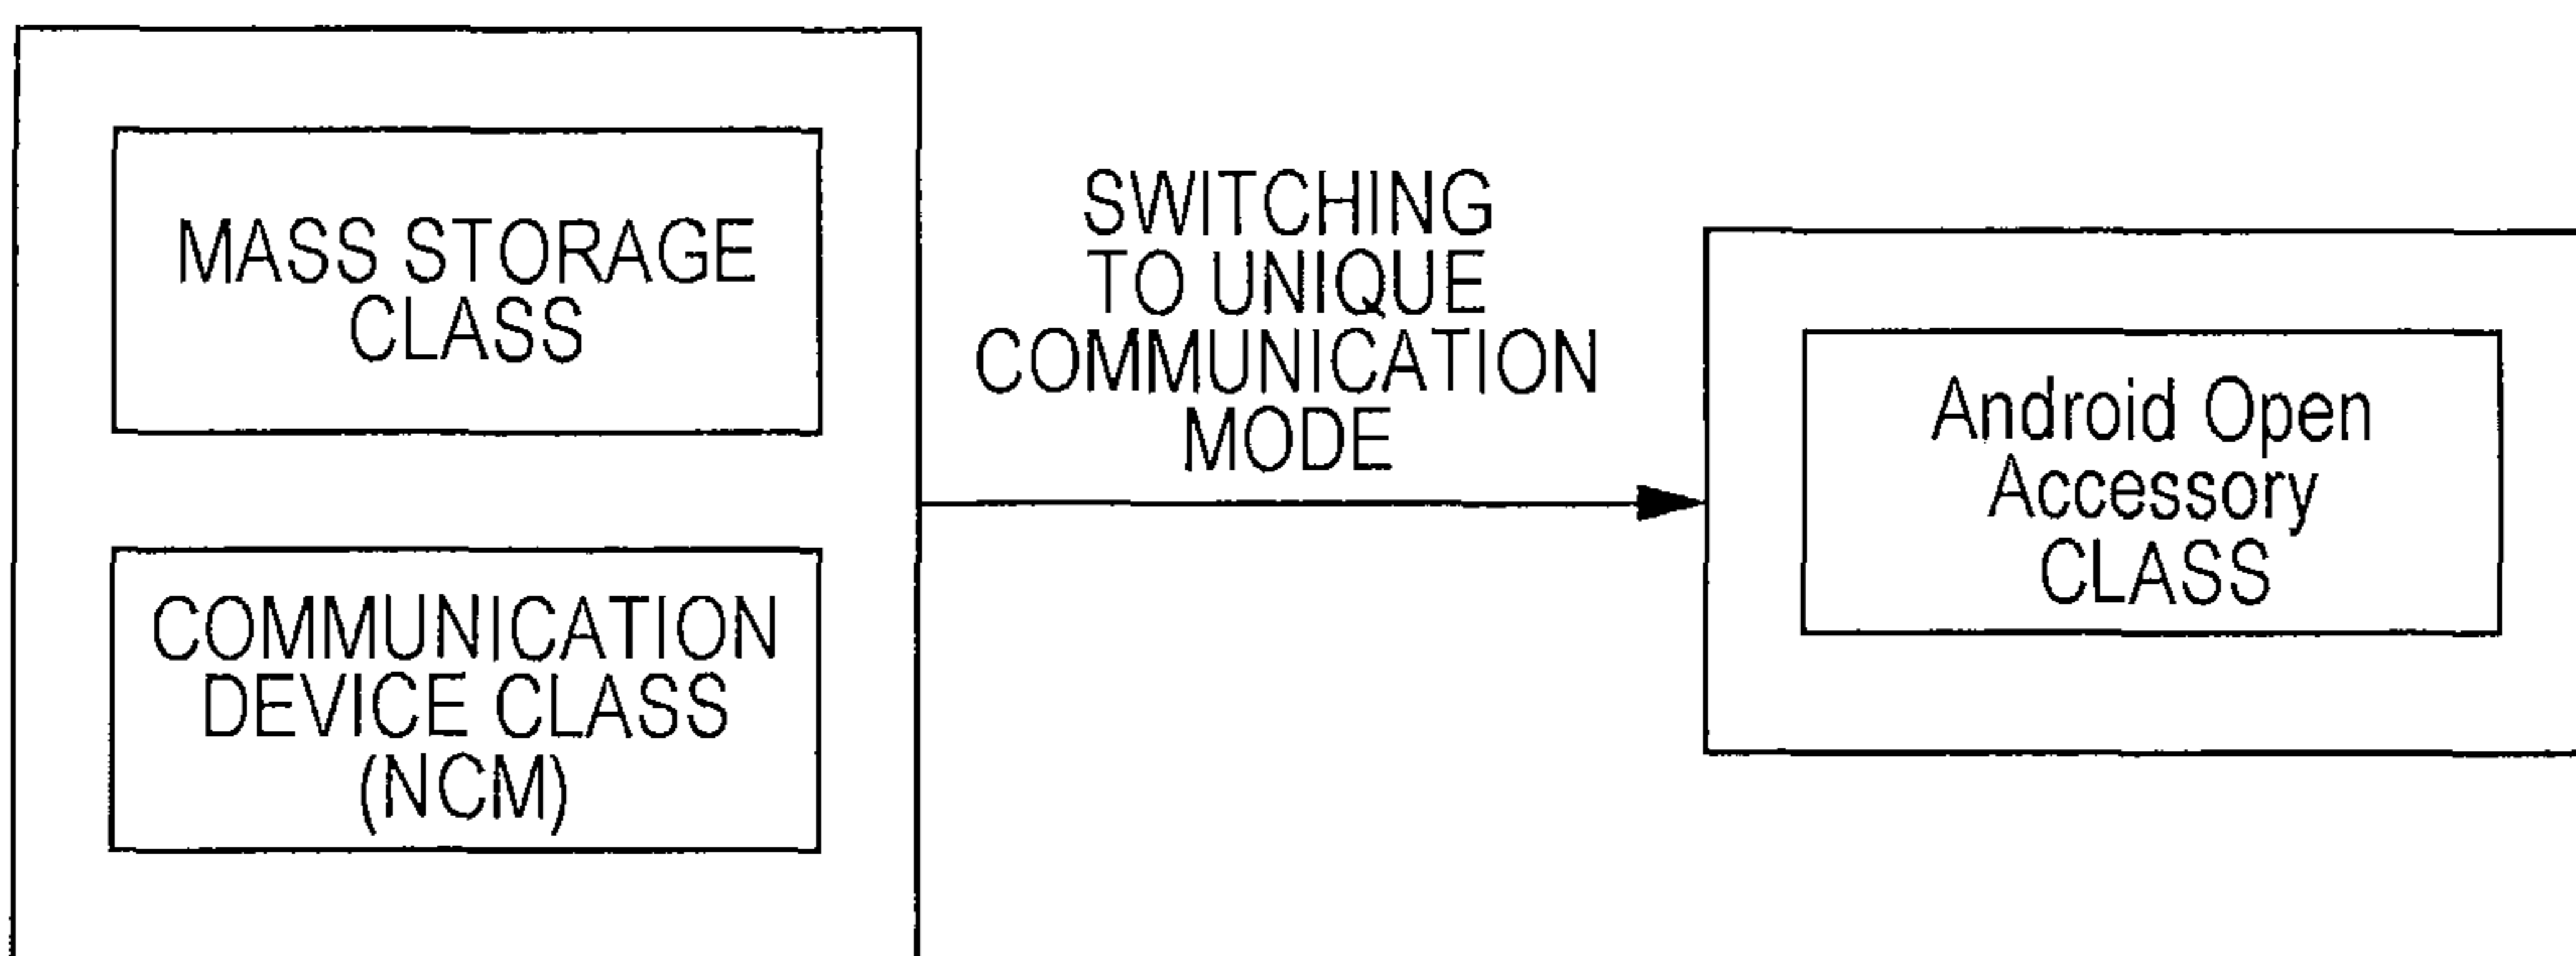 MASS STORAGE
CLASS
COMMUNICATION
DEVICE CLASS
(NCM)
SWITCHING
TO UNIQUE
COMMUNICATION
MODE
Android Open
Accessory
CLASS